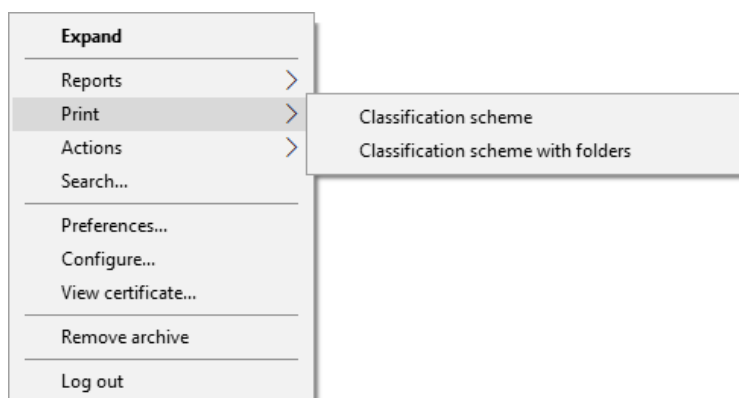 Expand
Reports
Print
Classification scheme
Actions
Classification scheme with folders
Search...
Preferences...
Configure...
View certificate...
Remove archive
Log out